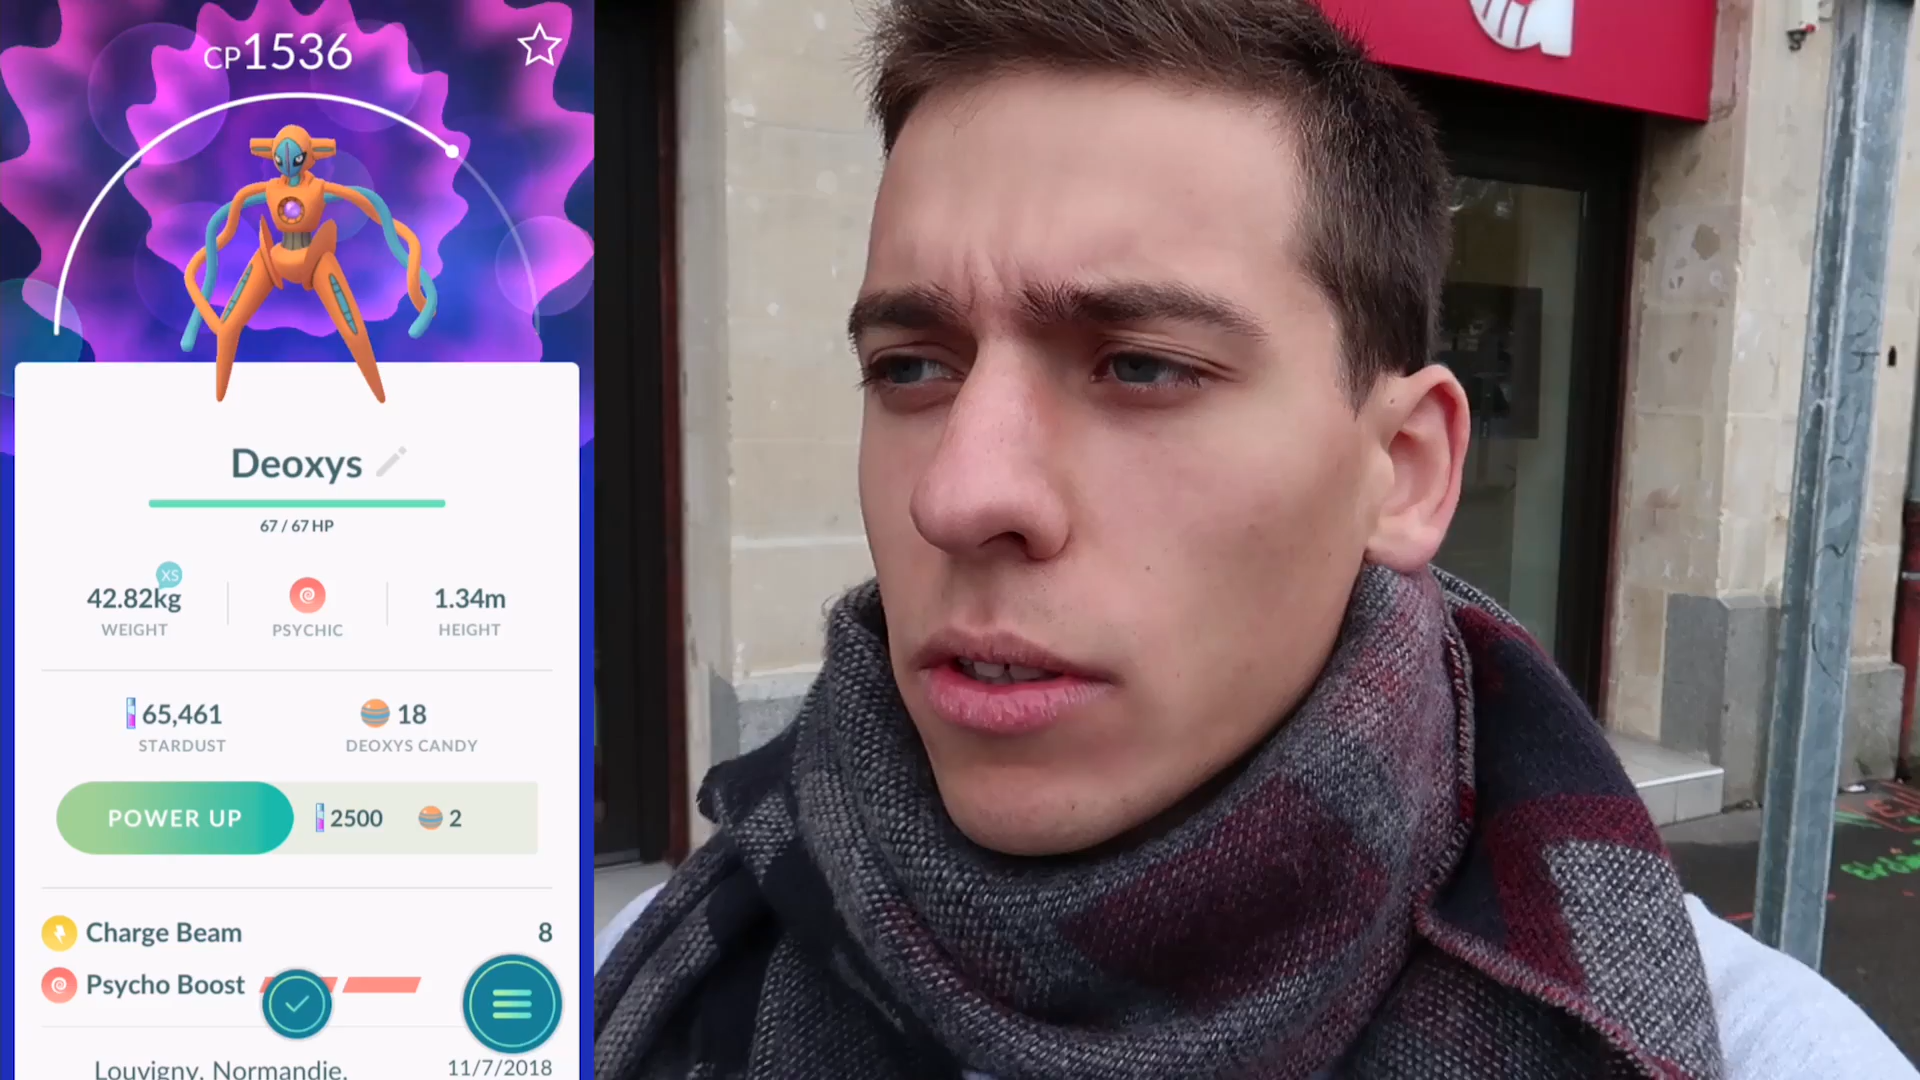 CP1536
Deoxys
67 / 67 HP
XS
42.82kg
WEIGHT
PSYCHIC
1.34m
HEIGHT
65,461
STARDUST
18
DEOXYS CANDY
POWER UP
2500
2
Charge Beam
8
Psycho Boost
Louvigny, Normandie,
11/7/2018